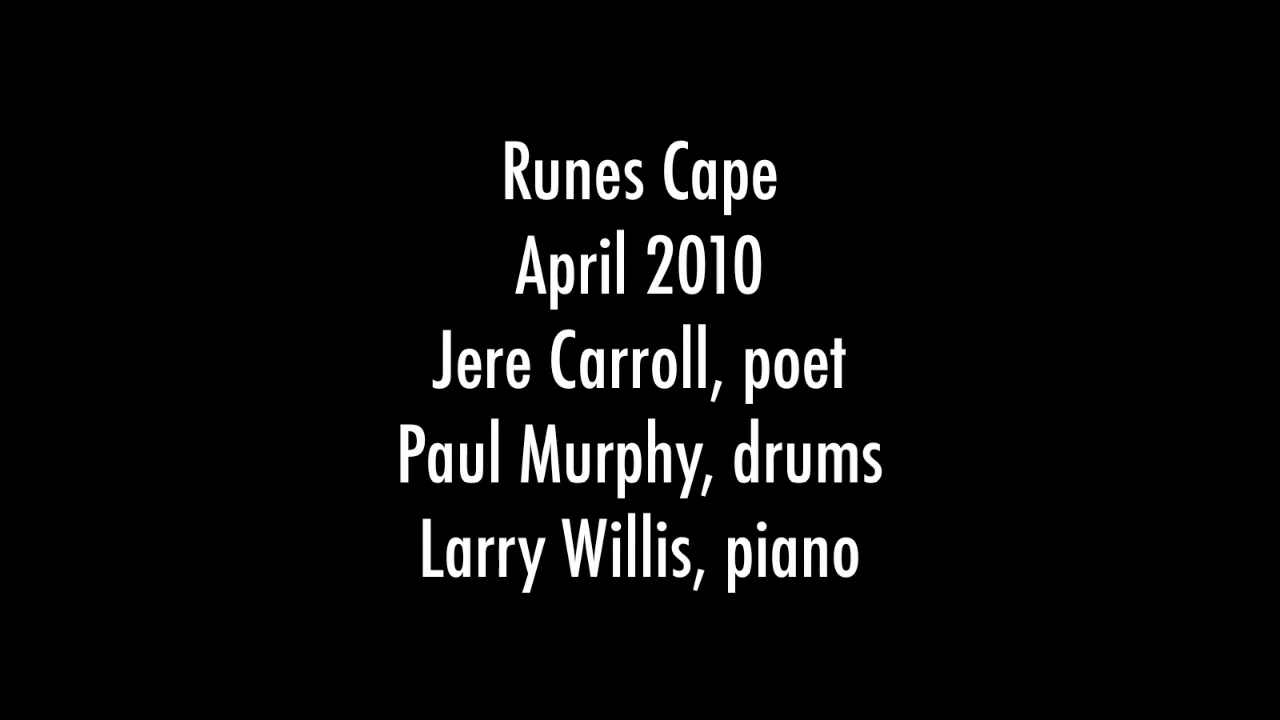 Runes Cape
April 2010
Jere Carroll, poet
Paul Murphy, drums
Larry Willis, piano